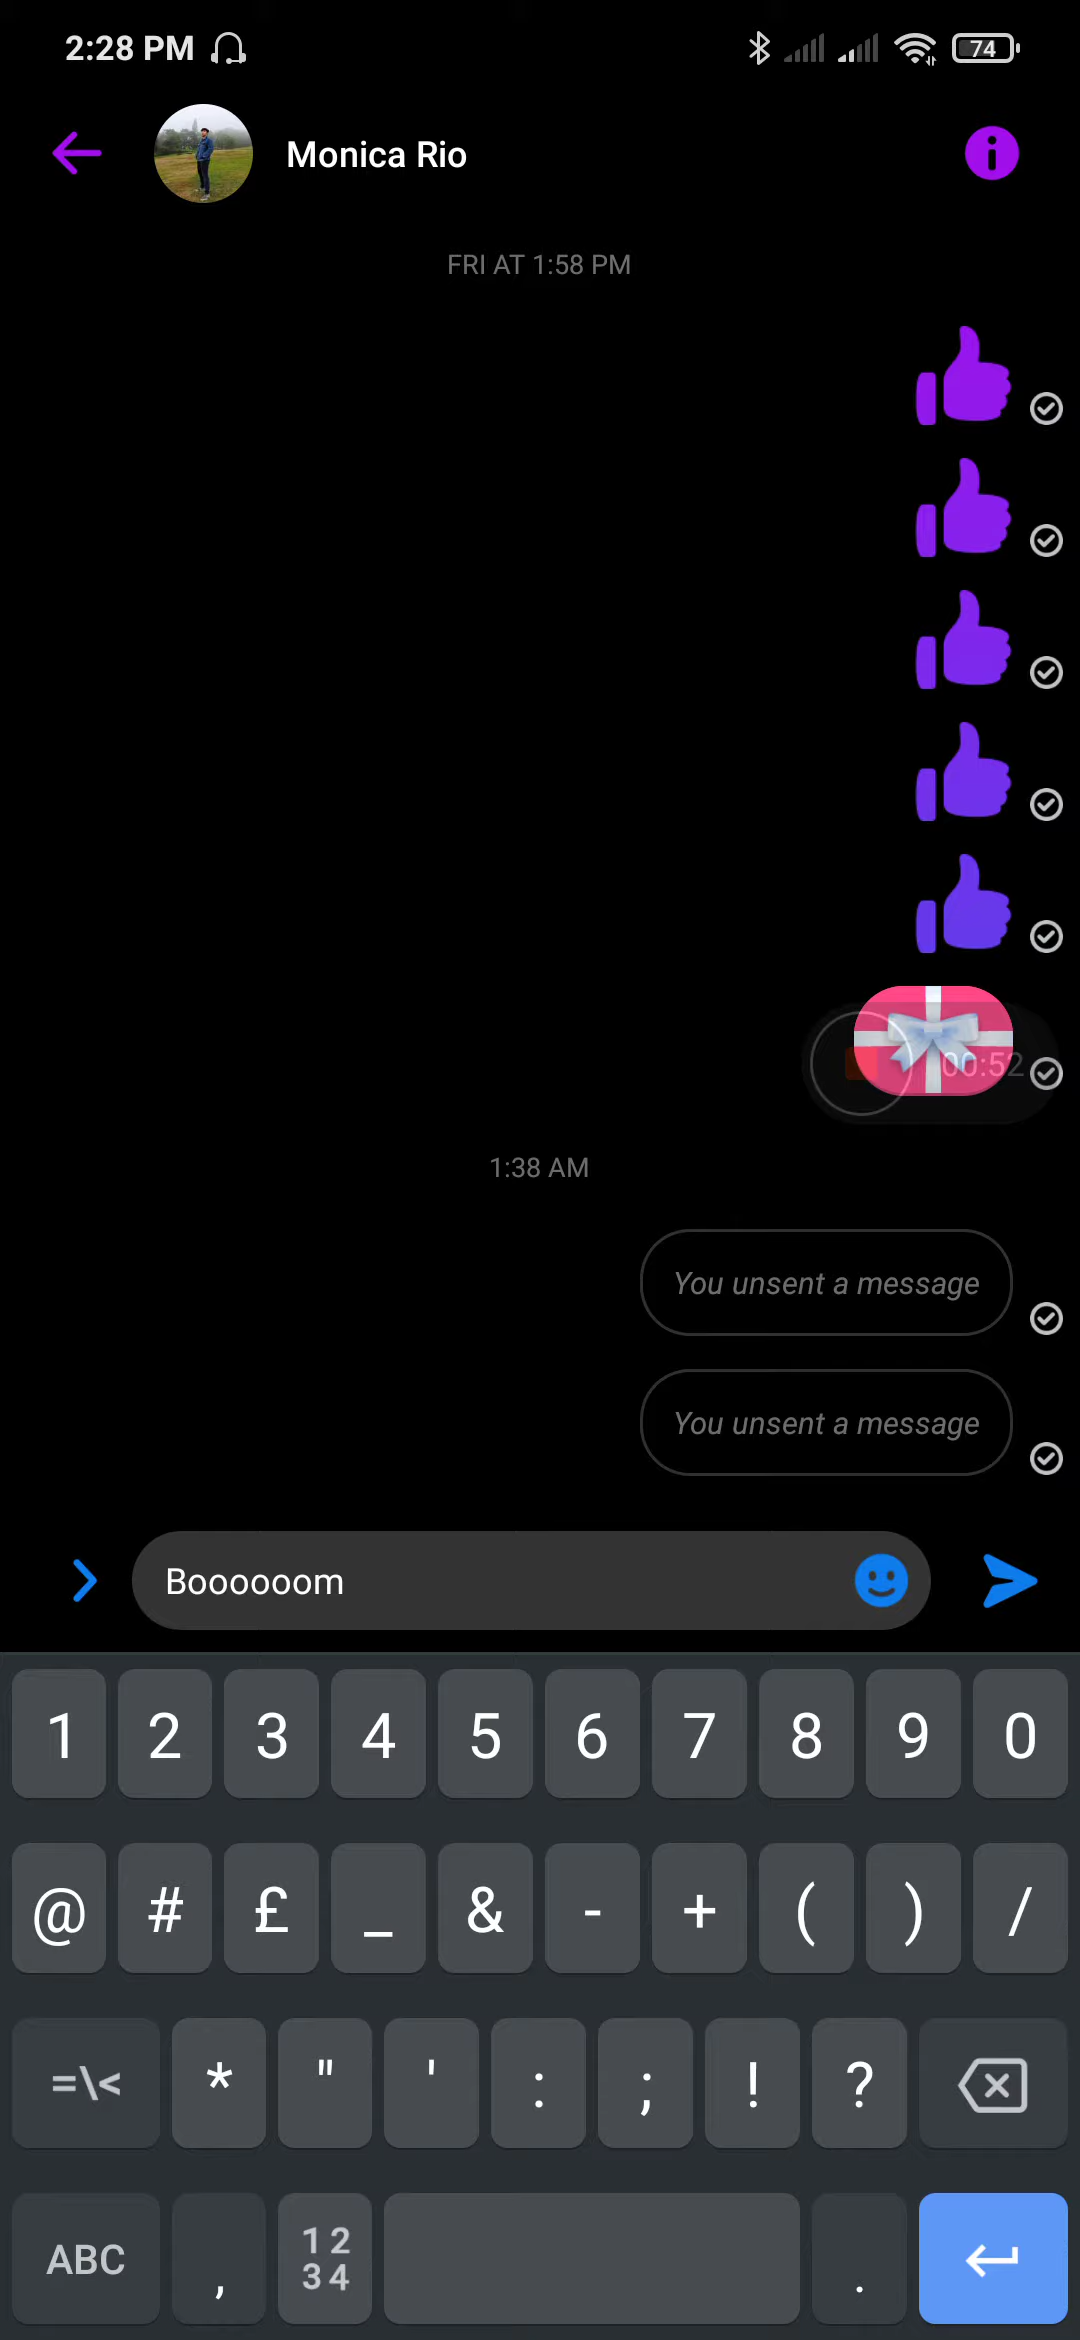 2:28 PM
74
Monica Rio
FRI AT 1:58 PM
00:52
1:38 AM
You unsent a message
You unsent a message
Boooooom
1 2 3 4 5 6 7 8 9 0
@ # £ _ & - + ( ) /
=\< * " ' : ; ! ?
ABC , 12 34 .